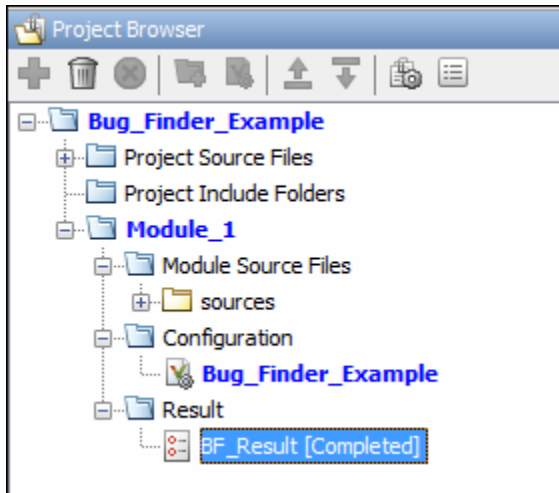 Project Browser
Bug_Finder_Example
Project Source Files
Project Include Folders
Module_1
Module Source Files
sources
Configuration
Bug_Finder_Example
Result
BF_Result [Completed]